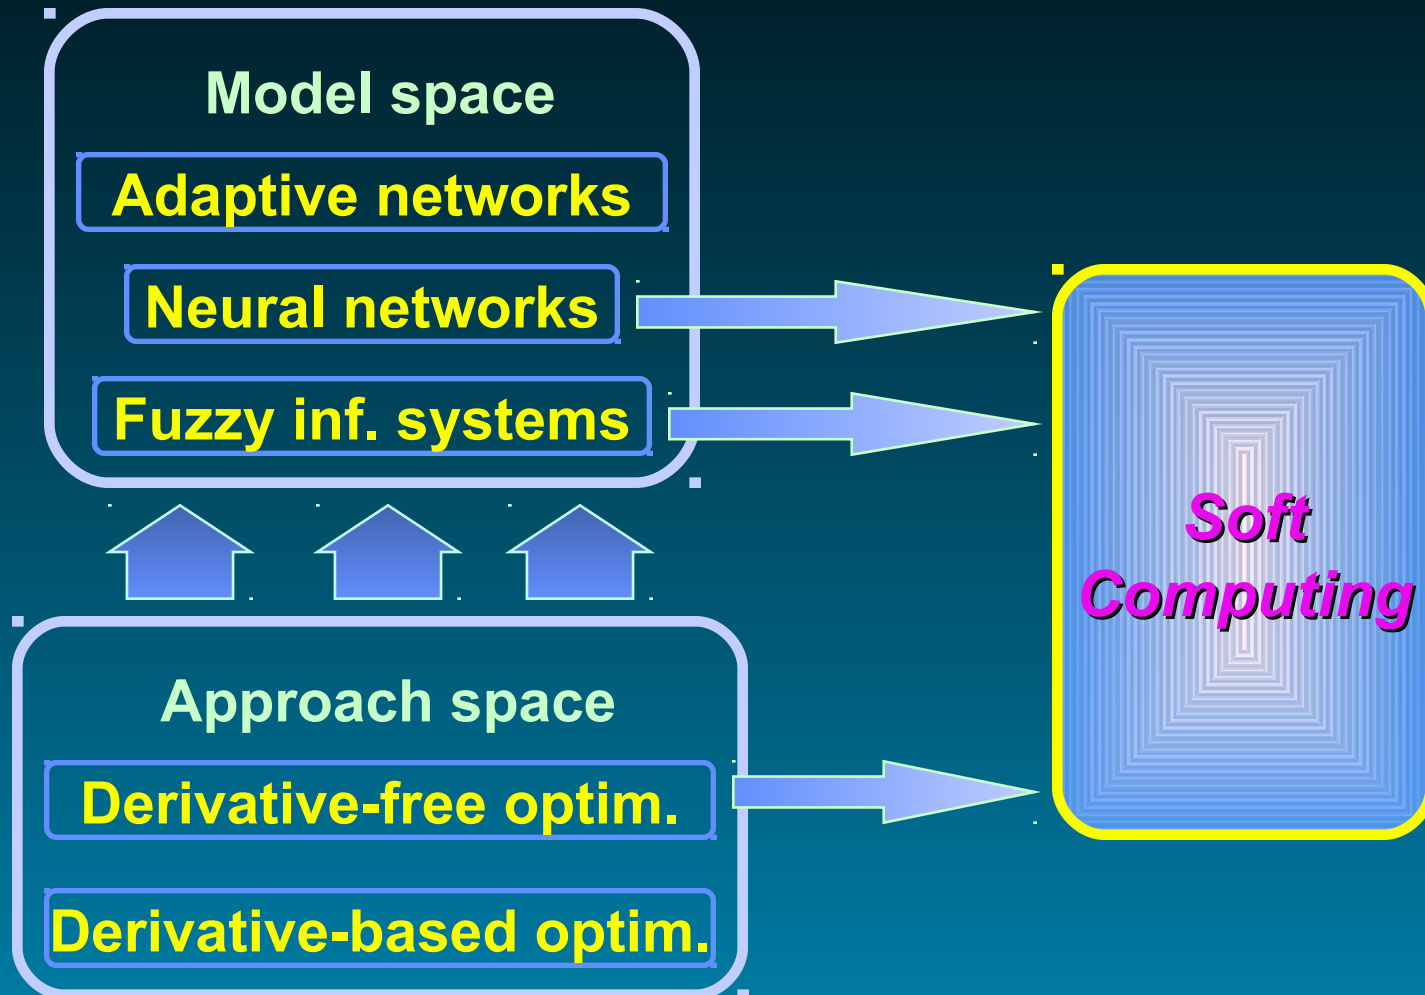 Model space
Adaptive networks
Neural networks
Fuzzy inf. systems
Soft
Computing
Approach space
Derivative-free optim.
Derivative-based optim.